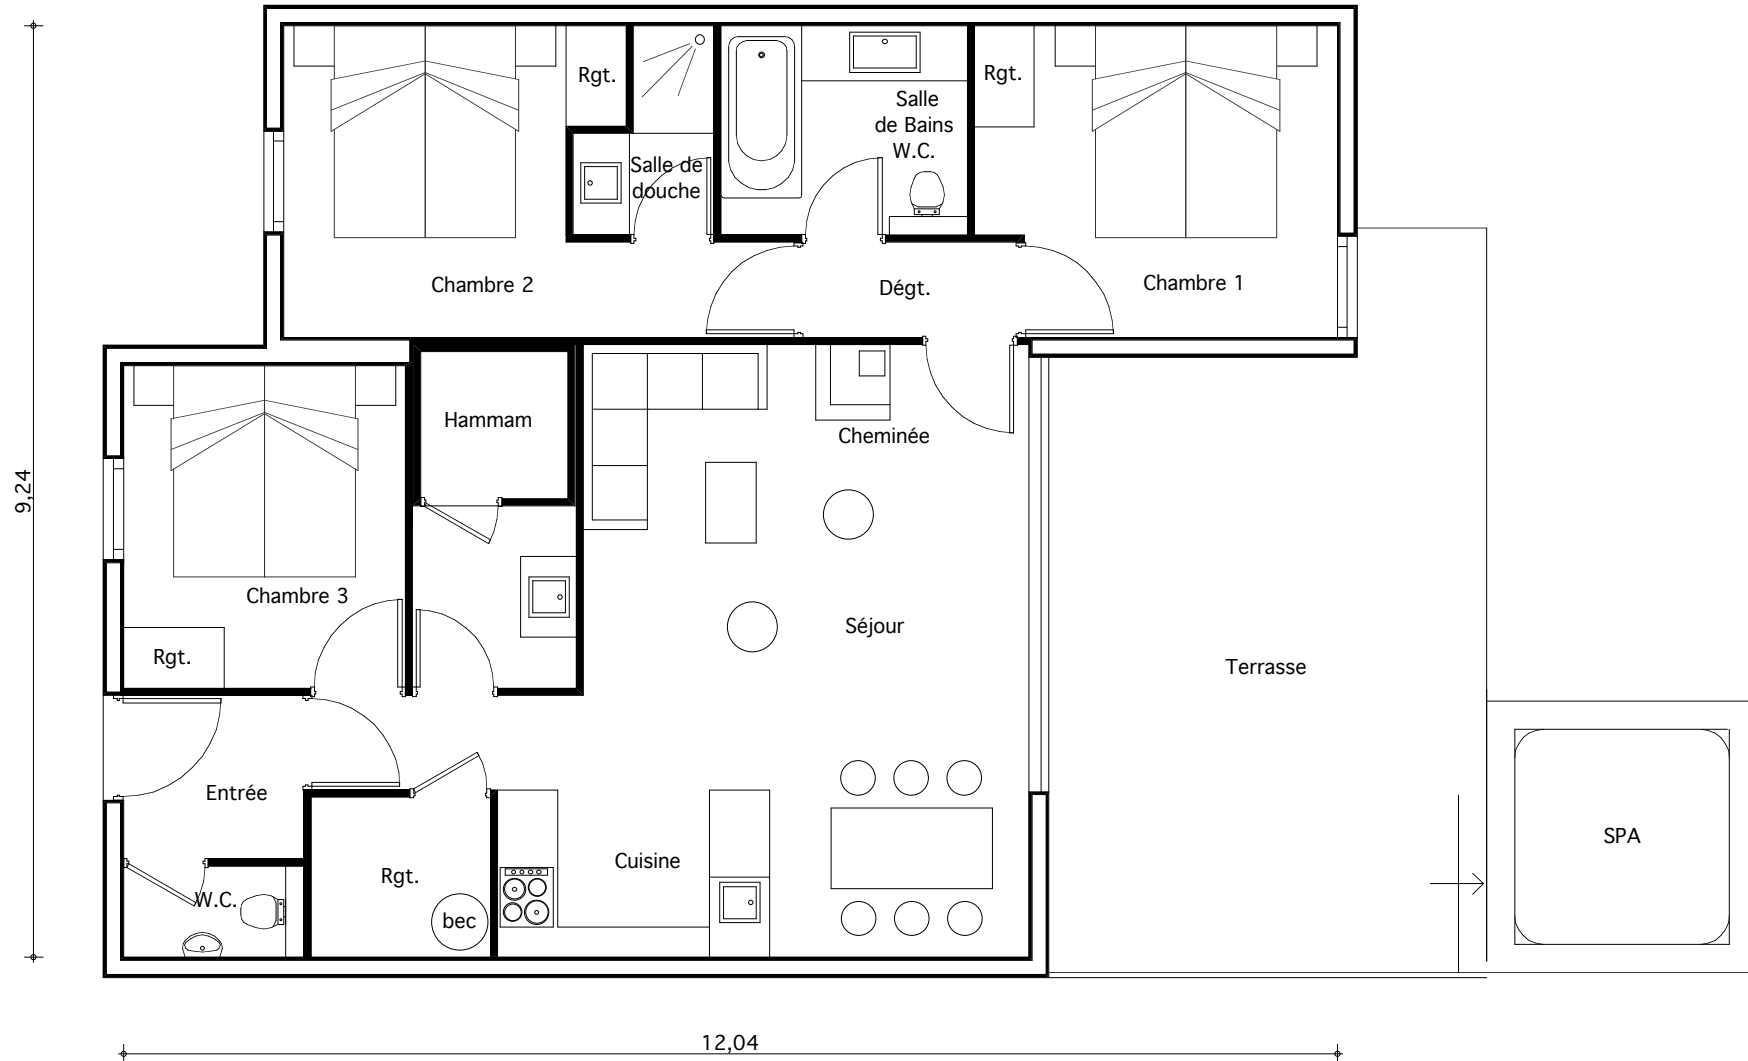 Rgt.
Rgt.
Salle
de Bains
W.C.
Salle de
douche
Chambre 2
Dégt.
Chambre 1
Hammam
Cheminée
9,24
Chambre 3
Séjour
Rgt.
Terrasse
Entrée
SPA
Cuisine
Rgt.
W.C.
bec
12,04